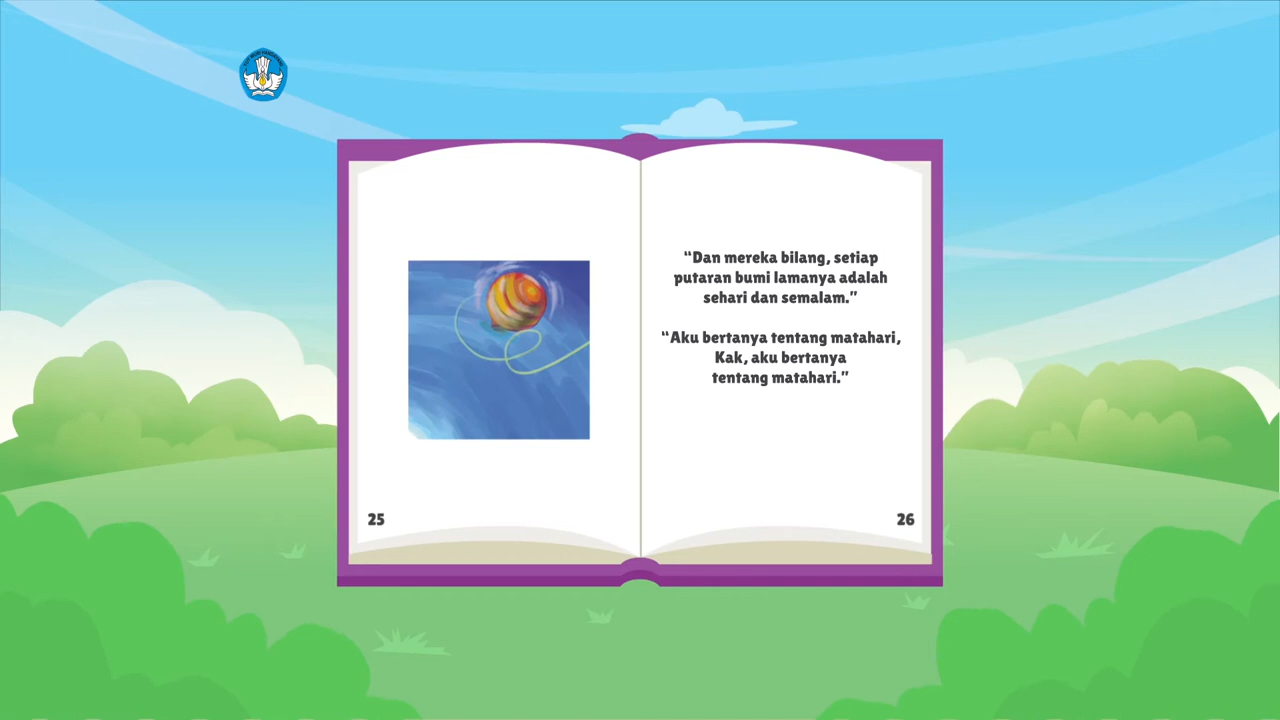 “Dan mereka bilang, setiap
putaran bumi lamanya adalah
sehari dan semalam.”
“Aku bertanya tentang matahari,
Kak, aku bertanya
tentang matahari.”
25
26